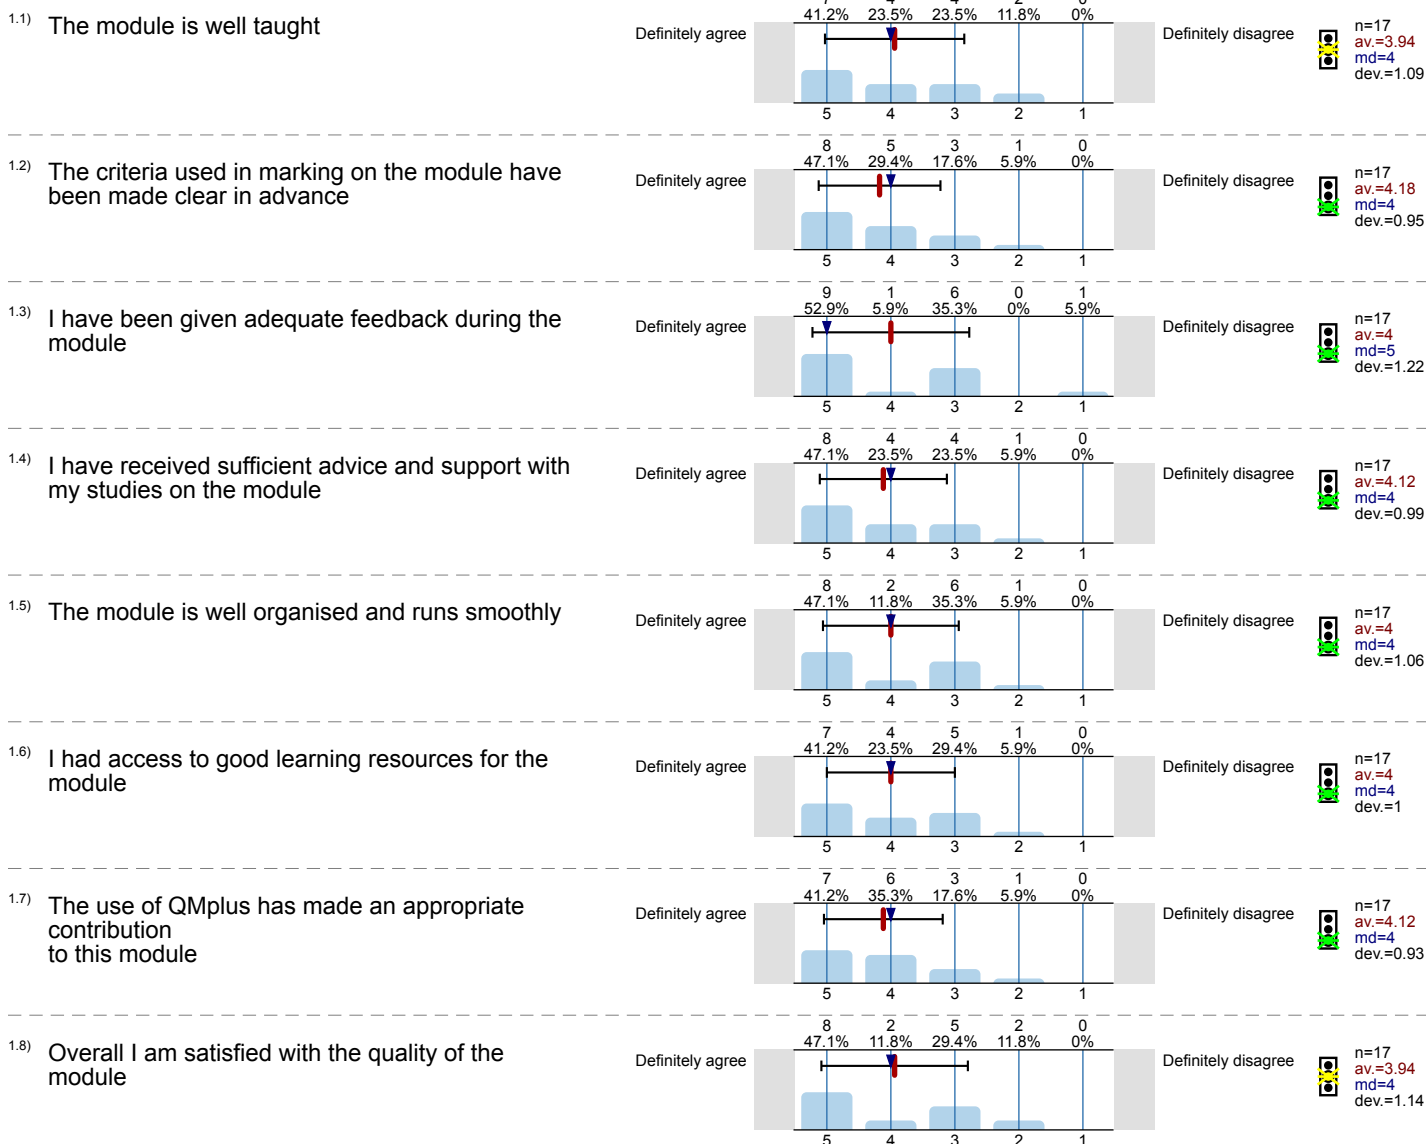 7 4 4 2 0
41.2% 23.5% 23.5% 11.8% 0%
1.1) The module is well taught
Definitely agree
Definitely disagree
n=17
av.=3.94
md=4
dev.=1.09
5 4 3 2 1
8 5 3 1 0
47.1% 29.4% 17.6% 5.9% 0%
1.2) The criteria used in marking on the module have
been made clear in advance
Definitely agree
Definitely disagree
n=17
av.=4.18
md=4
dev.=0.95
5 4 3 2 1
9 1 6 0 1
52.9% 5.9% 35.3% 0% 5.9%
1.3) I have been given adequate feedback during the
module
Definitely agree
Definitely disagree
n=17
av.=4
md=5
dev.=1.22
5 4 3 2 1
8 4 4 1 0
47.1% 23.5% 23.5% 5.9% 0%
1.4) I have received sufficient advice and support with
my studies on the module
Definitely agree
Definitely disagree
n=17
av.=4.12
md=4
dev.=0.99
5 4 3 2 1
8 2 6 1 0
47.1% 11.8% 35.3% 5.9% 0%
1.5) The module is well organised and runs smoothly
Definitely agree
Definitely disagree
n=17
av.=4
md=4
dev.=1.06
5 4 3 2 1
7 4 5 1 0
41.2% 23.5% 29.4% 5.9% 0%
1.6) I had access to good learning resources for the
module
Definitely agree
Definitely disagree
n=17
av.=4
md=4
dev.=1
5 4 3 2 1
7 6 3 1 0
41.2% 35.3% 17.6% 5.9% 0%
1.7) The use of QMplus has made an appropriate
contribution
to this module
Definitely agree
Definitely disagree
n=17
av.=4.12
md=4
dev.=0.93
5 4 3 2 1
8 2 5 2 0
47.1% 11.8% 29.4% 11.8% 0%
1.8) Overall I am satisfied with the quality of the
module
Definitely agree
Definitely disagree
n=17
av.=3.94
md=4
dev.=1.14
5 4 3 2 1